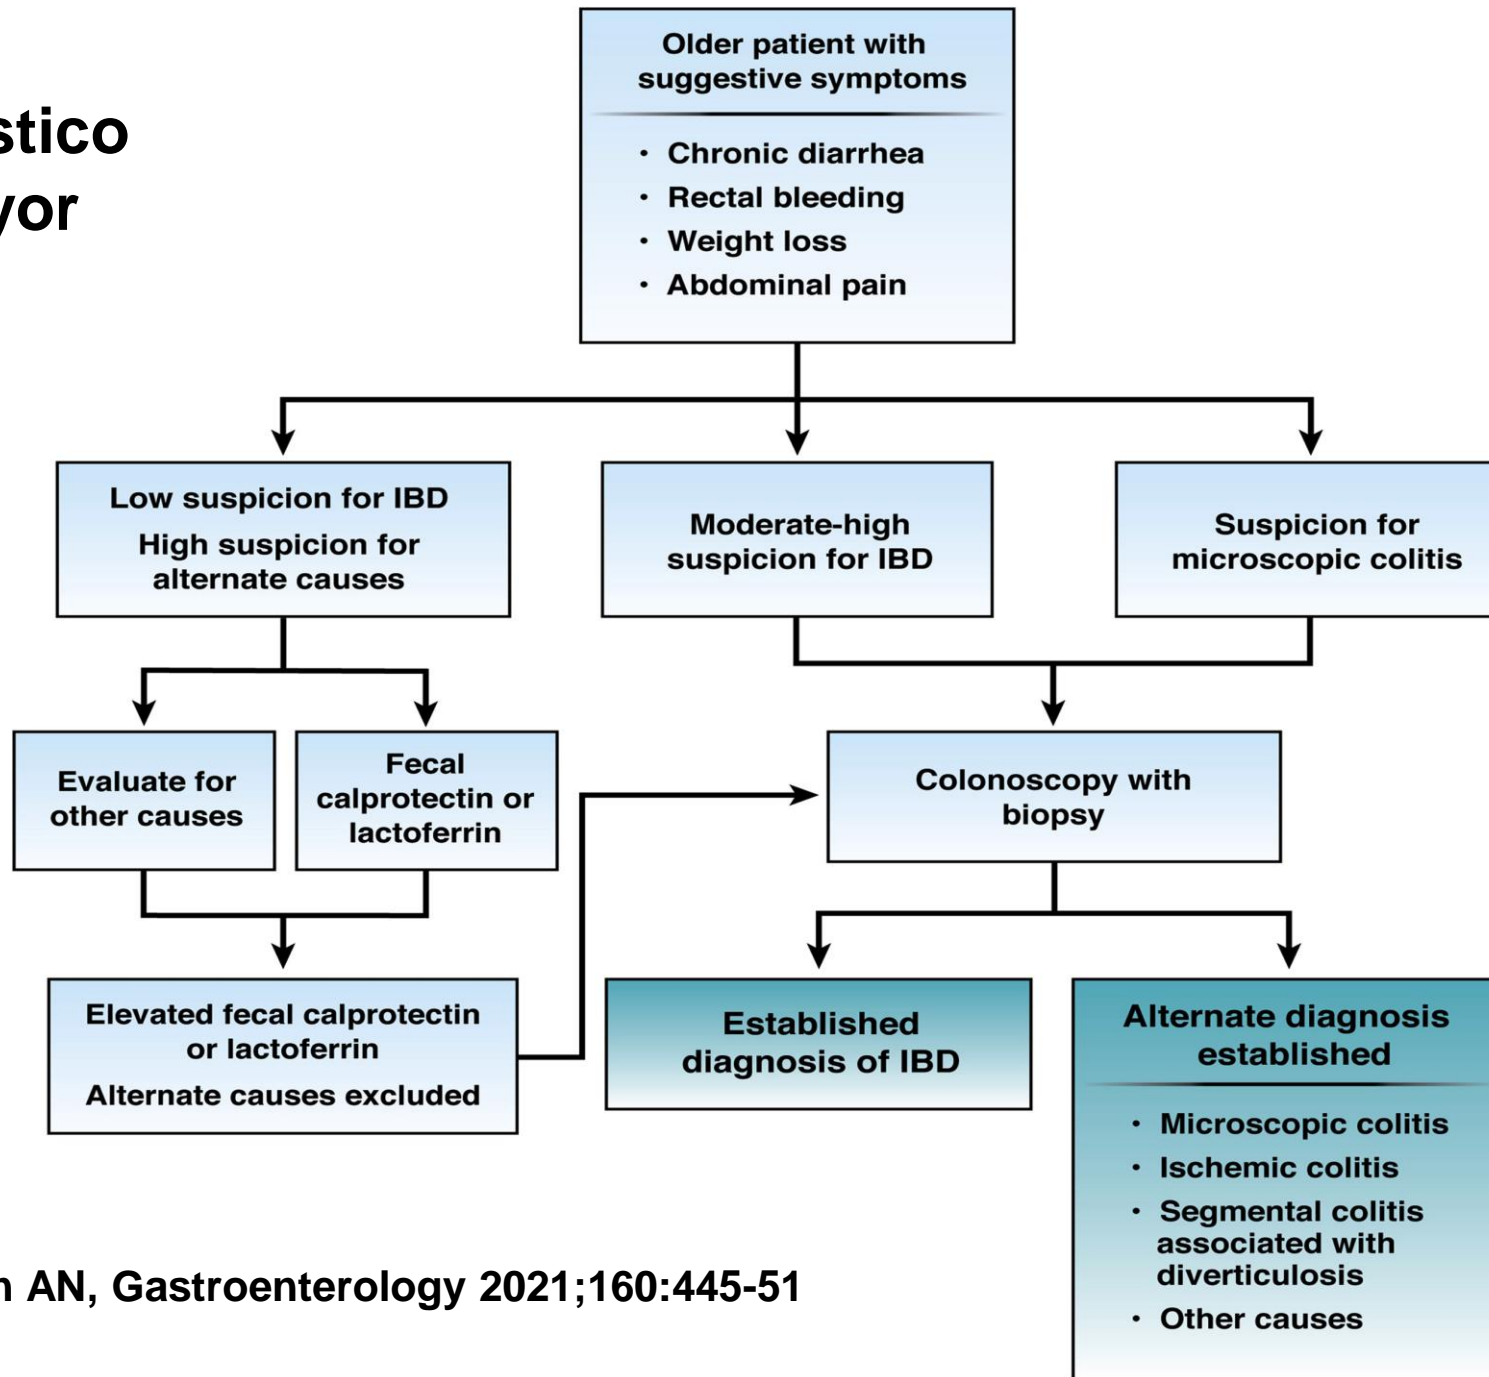 stico
yor
Older patient with
suggestive symptoms
· Chronic diarrhea
· Rectal bleeding
· Weight loss
· Abdominal pain
Low suspicion for IBD
High suspicion for
alternate causes
Moderate-high
suspicion for IBD
Suspicion for
microscopic colitis
Evaluate for
other causes
Fecal
calprotectin or
lactoferrin
Colonoscopy with
biopsy
Elevated fecal calprotectin
or lactoferrin
Alternate causes excluded
Established
diagnosis of IBD
Alternate diagnosis
established
· Microscopic colitis
· Ischemic colitis
· Segmental colitis
associated with
diverticulosis
· Other causes
n AN, Gastroenterology 2021;160:445-51